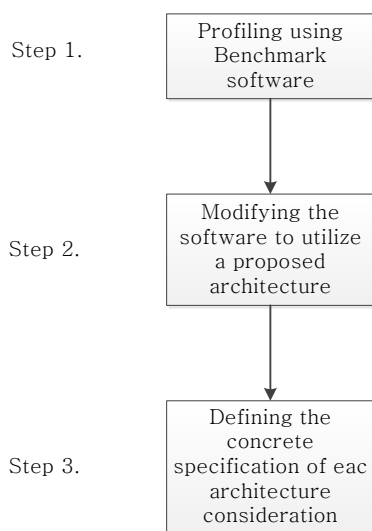 Step 1.
Profiling using
Benchmark
software
Step 2.
Modifying the
software to utilize
a proposed
architecture
Step 3.
Defining the
concrete
specification of eac
architecture
consideration